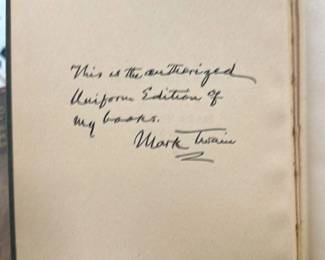 This is the authorized
Uniform Edition of
my books.
Mark Twain